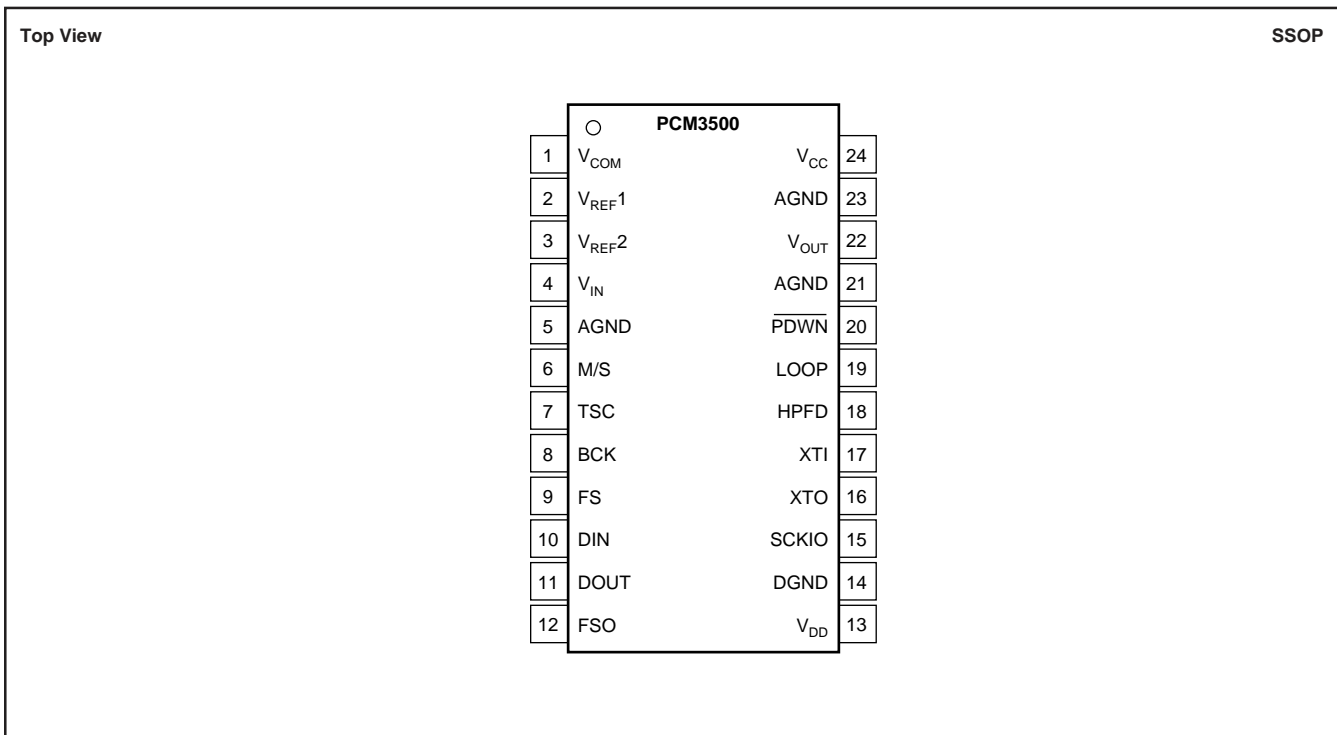 Top View SSOP
PCM3500
1 VCOM VCC 24
2 VREF1 AGND 23
3 VREF2 VOUT 22
4 VIN AGND 21
5 AGND PDWN 20
6 M/S LOOP 19
7 TSC HPFD 18
8 BCK XTI 17
9 FS XTO 16
10 DIN SCKIO 15
11 DOUT DGND 14
12 FSO VDD 13